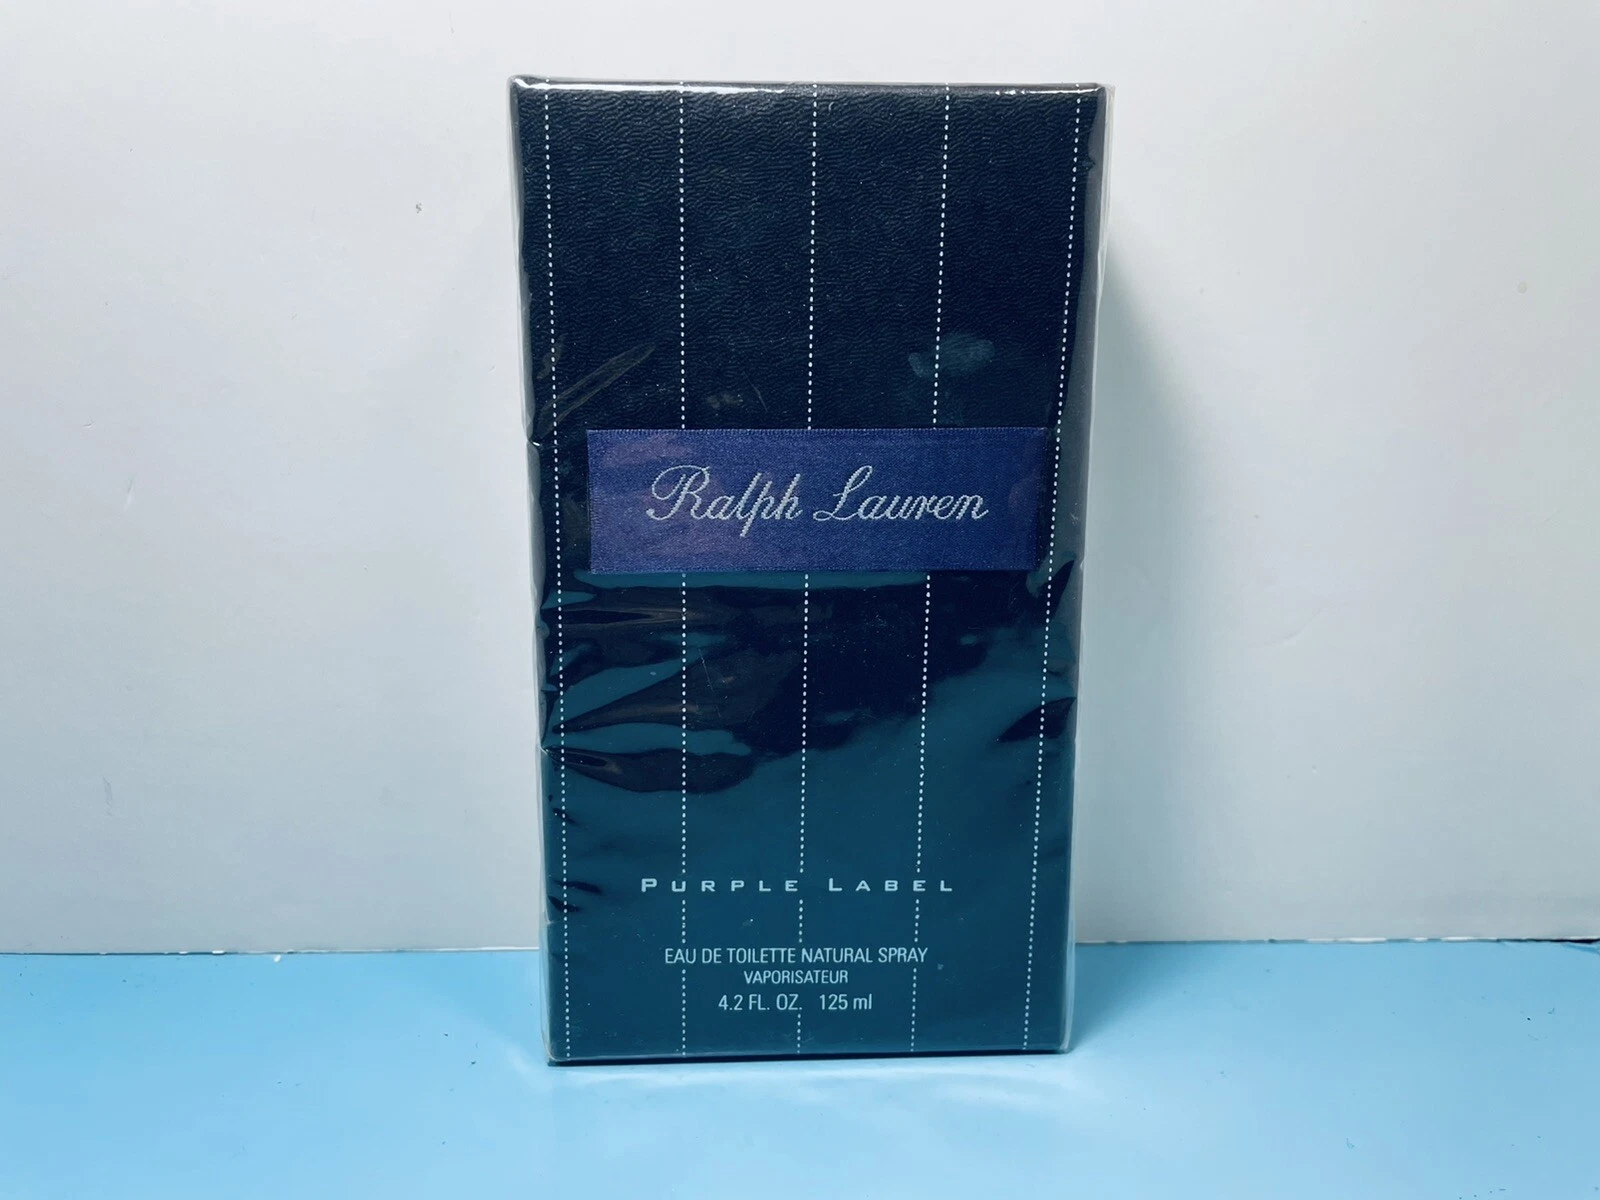 Ralph Lauren
PURPLE LABEL
EAU DE TOILETTE NATURAL SPRAY
VAPORISATEUR
4.2 FL. OZ. 125 ml